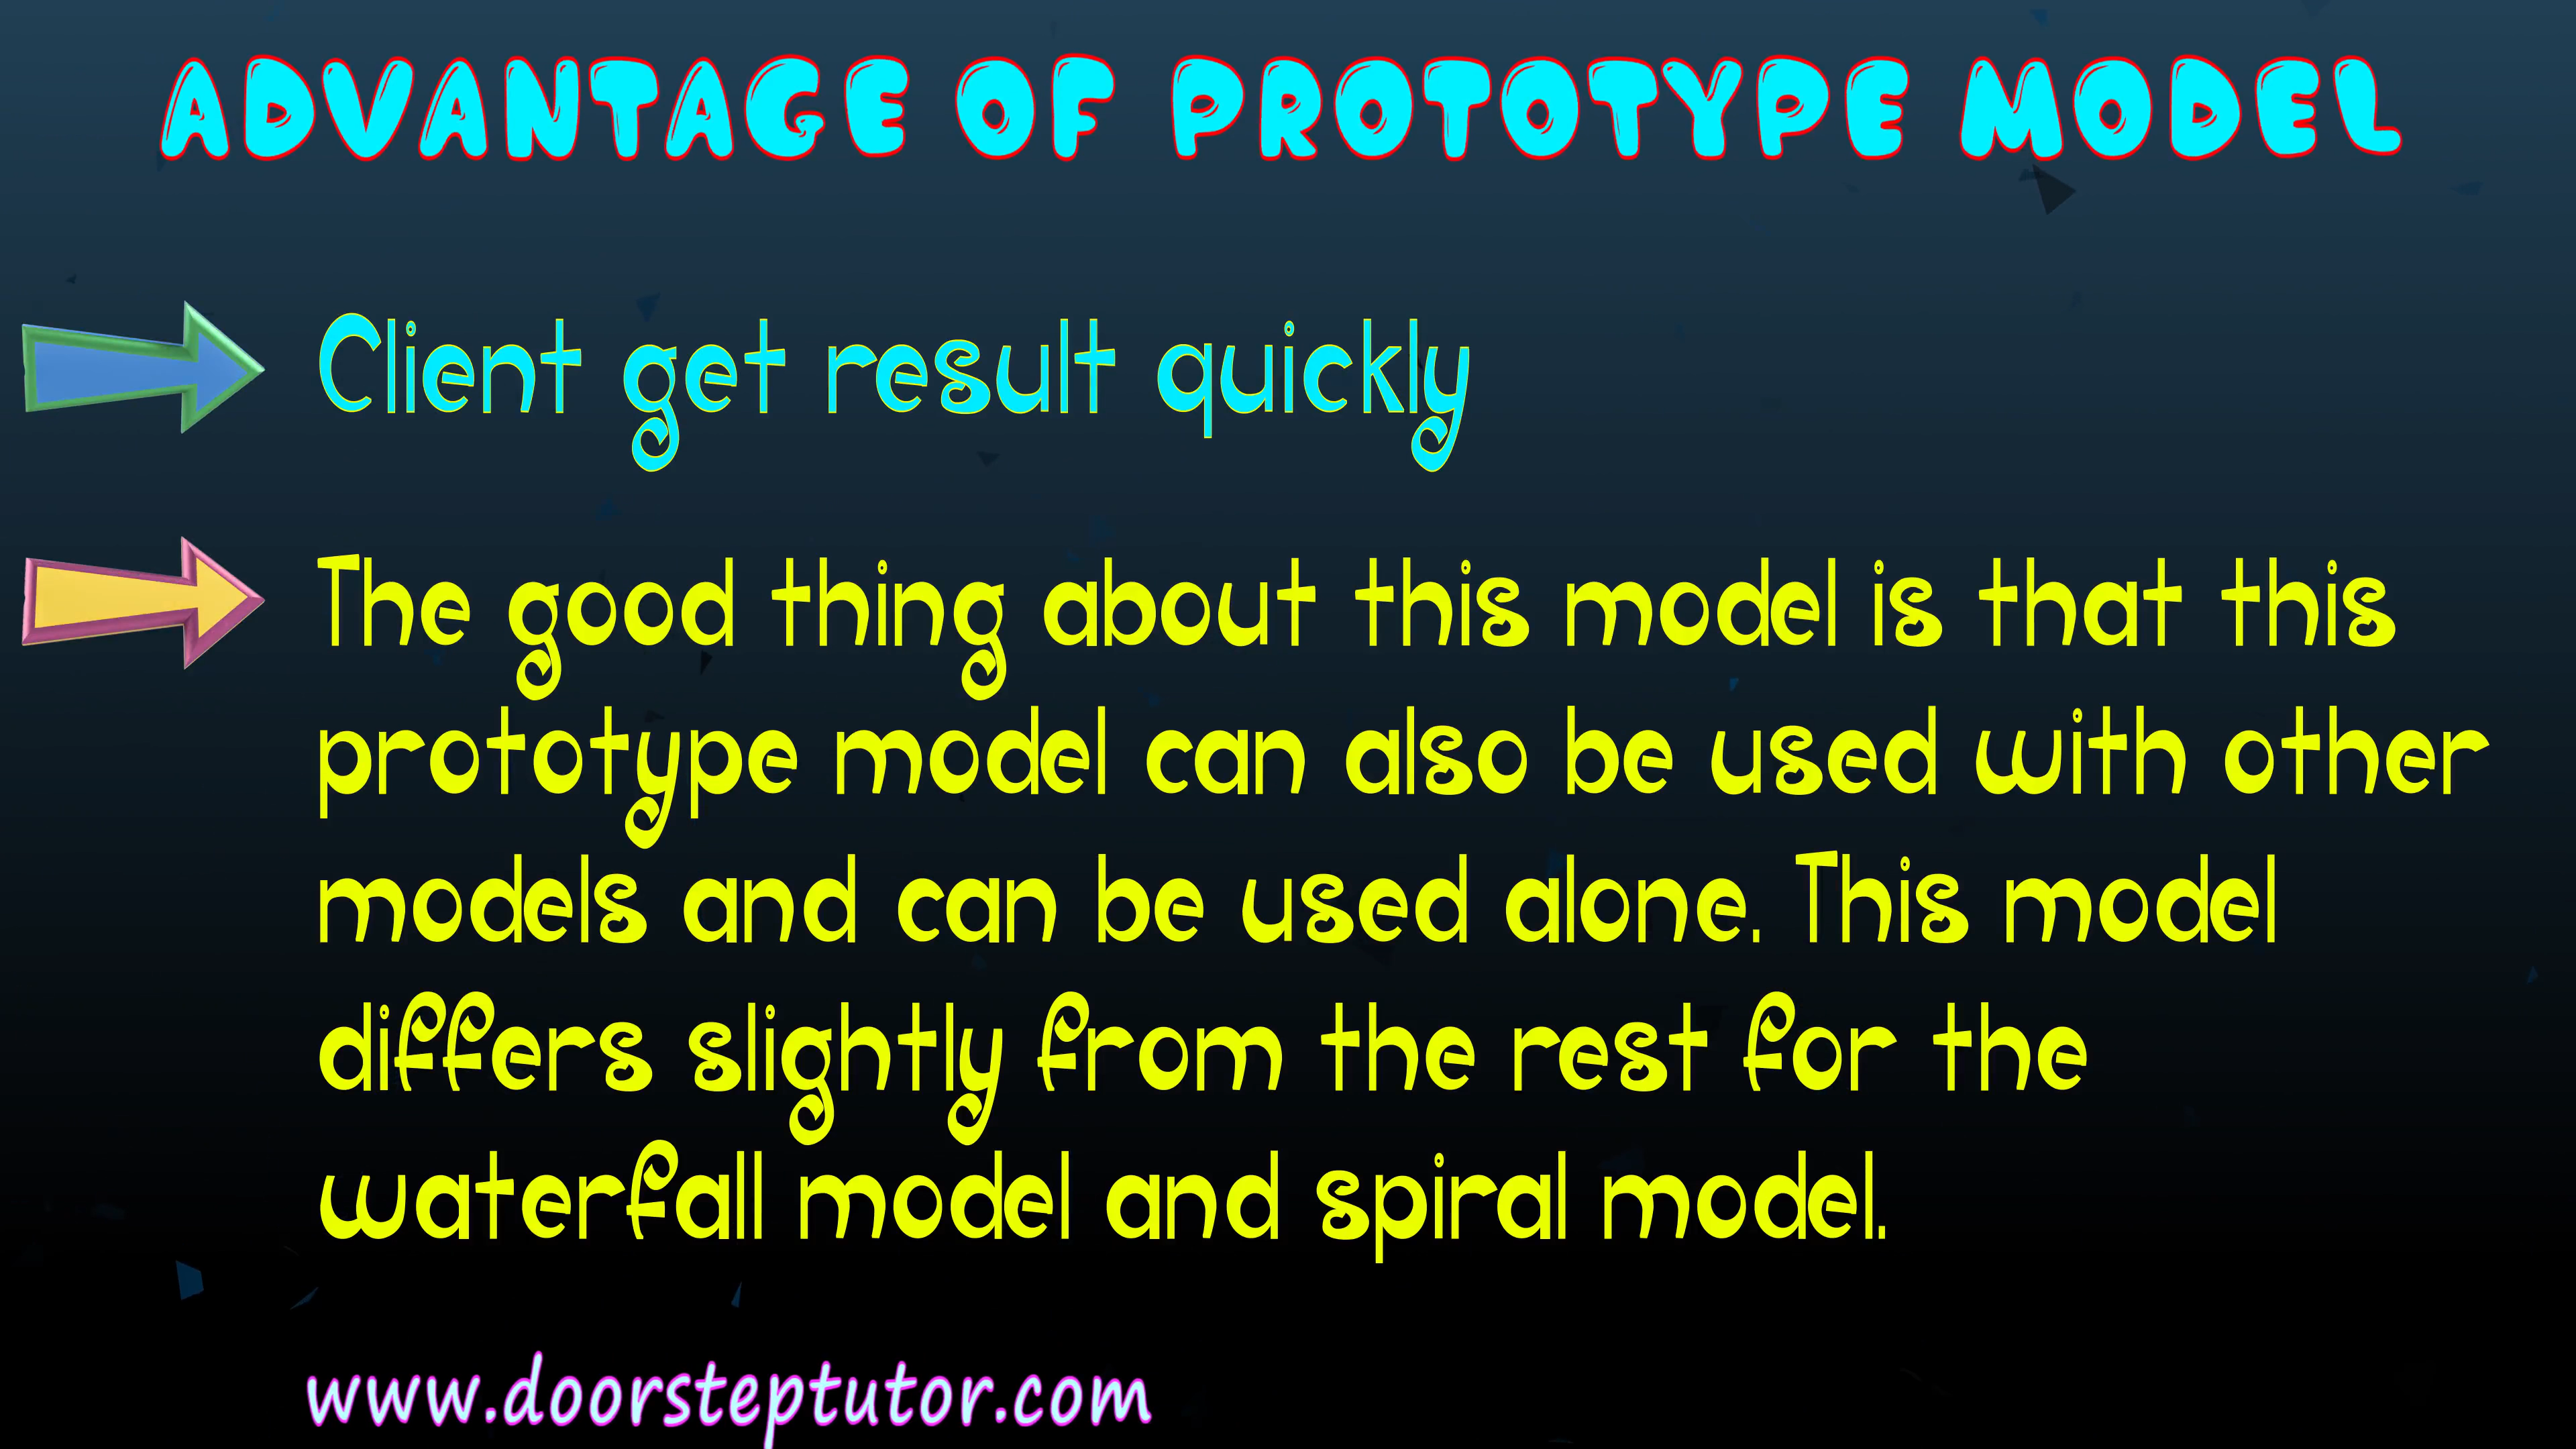 ADVANTAGE OF PROTOTYPE MODEL
Client get result quickly
The good thing about this model is that this
prototype model can also be used with other
models and can be used alone. This model
differs slightly from the rest for the
waterfall model and spiral model.
www.doorsteptutor.com